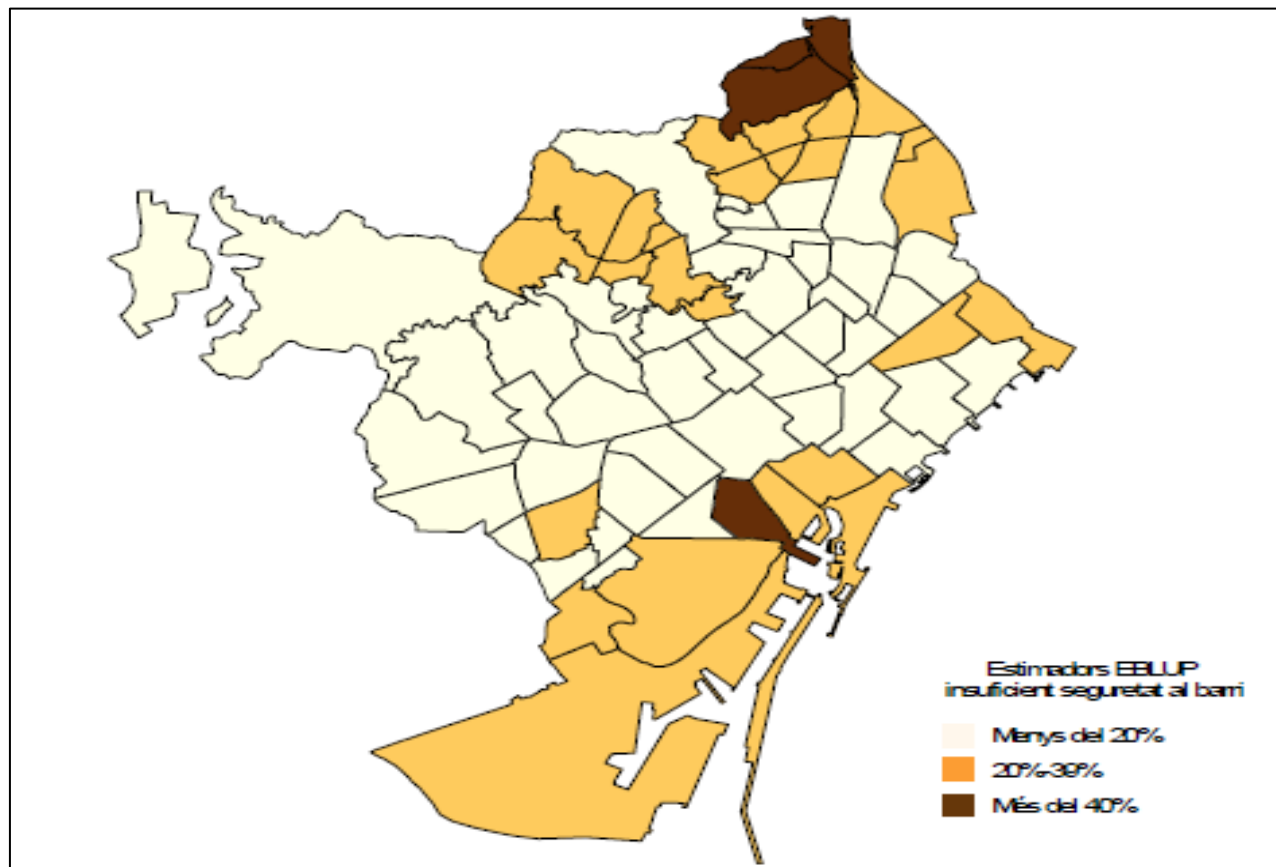 Estimadors EBLUP
insuficient seguretat al barri
Menys del 20%
20%-39%
Més del 40%